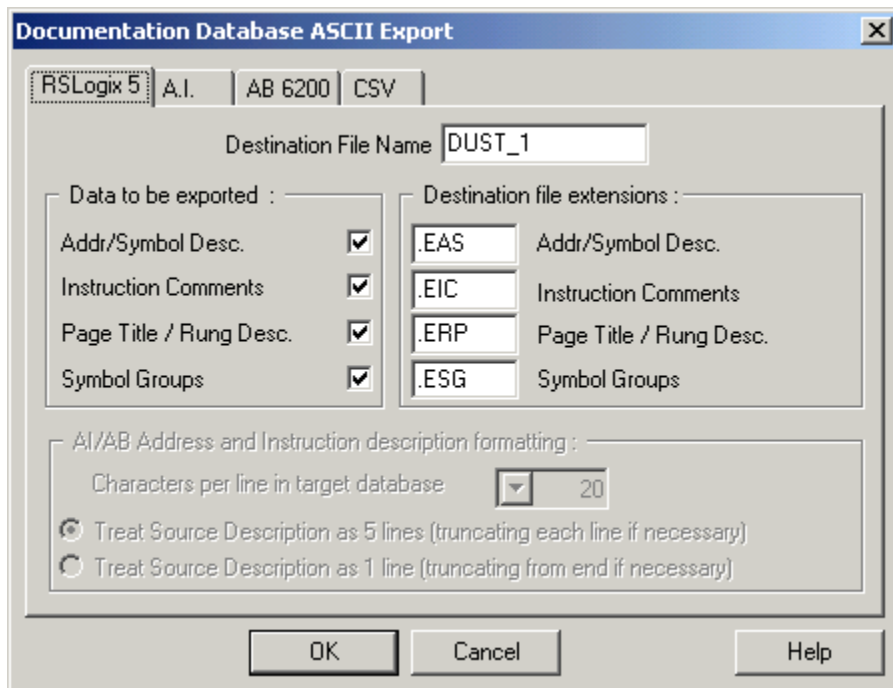 Documentation Database ASCII Export
RSLogix 5 A.I. AB 6200 CSV
Destination File Name DUST_1
Data to be exported : Destination file extensions :
Addr/Symbol Desc. .EAS Addr/Symbol Desc.
Instruction Comments .EIC Instruction Comments
Page Title / Rung Desc. .ERP Page Title / Rung Desc.
Symbol Groups .ESG Symbol Groups
AI/AB Address and Instruction description formatting :
Characters per line in target database 20
Treat Source Description as 5 lines (truncating each line if necessary)
Treat Source Description as 1 line (truncating from end if necessary)
OK Cancel Help